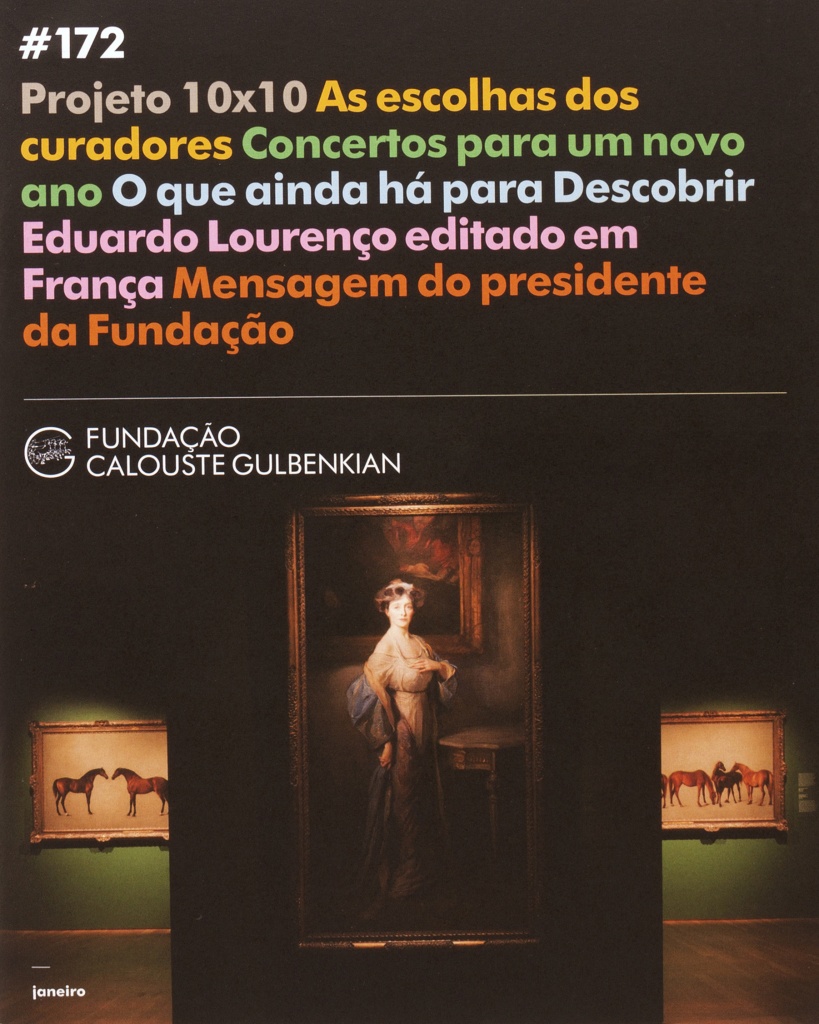 #172
Projeto 10x10 As escolhas dos
curadores Concertos para um novo
ano O que ainda há para Descobrir
Eduardo Lourenço editado em
França Mensagem do presidente
da Fundação
FUNDAÇÃO
CALOUSTE GULBENKIAN
janeiro